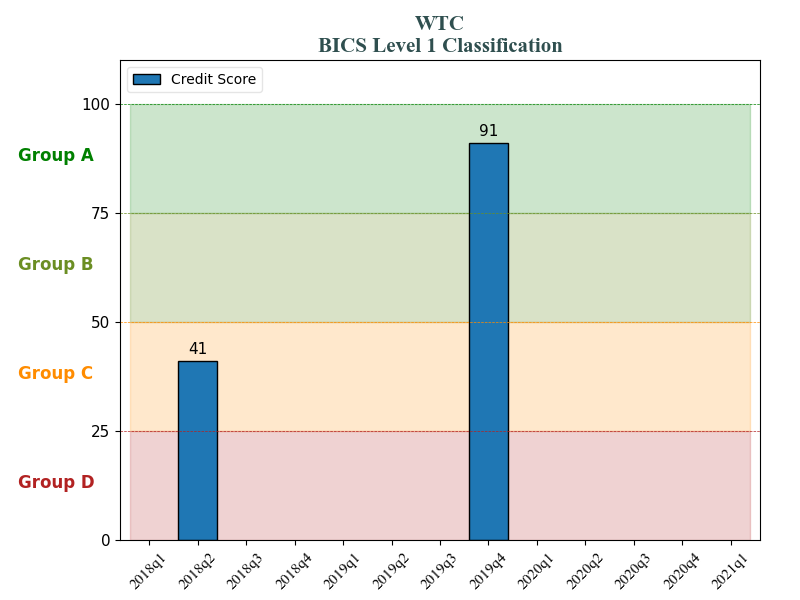 WTC
BICS Level 1 Classification
Credit Score
100
Group A
91
75
Group B
50
41
Group C
25
Group D
0
2018q1
2018q2
2018q3
2018q4
2019q1
2019q2
2019q3
2019q4
2020q1
2020q2
2020q3
2020q4
2021q1